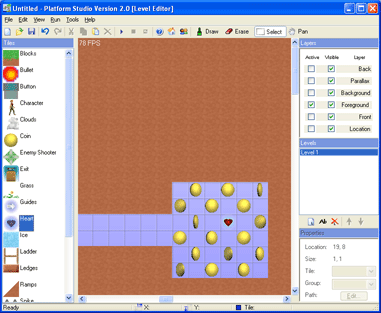 Untitled - Platform Studio Version 2.0 [Level Editor]
File Edit View Run Tools Help
Draw Erase Select Pan
Tiles
Blocks
Bullet
Button
Character
Clouds
Coin
Enemy Shooter
Exit
Grass
Guides
Heart
Ice
Ladder
Ledges
Ramps
Spike
76 FPS
Layers
Active Visible Layer
Back
Parallax
Background
Foreground
Front
Location
Levels
Level 1
Properties
Location: 19, 8
Size: 1, 1
Tile:
Group:
Path: Edit...
Ready X: Y: Tile: